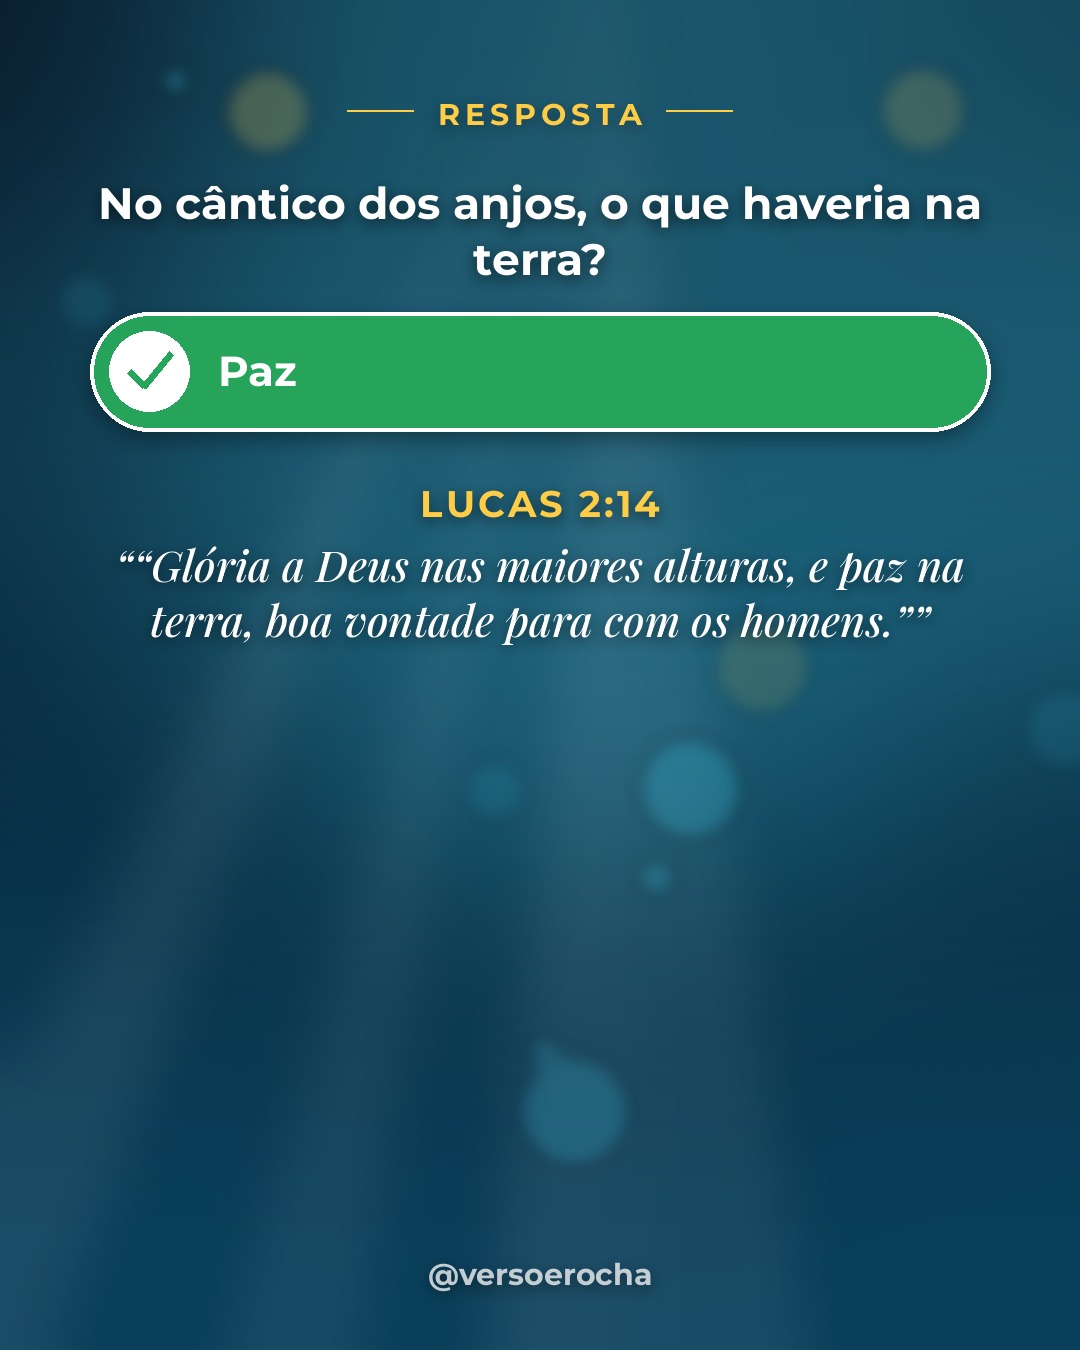 RESPOSTA
No cântico dos anjos, o que haveria na
terra?
Paz
LUCAS 2:14
““Glória a Deus nas maiores alturas, e paz na
terra, boa vontade para com os homens.””
@versoerocha